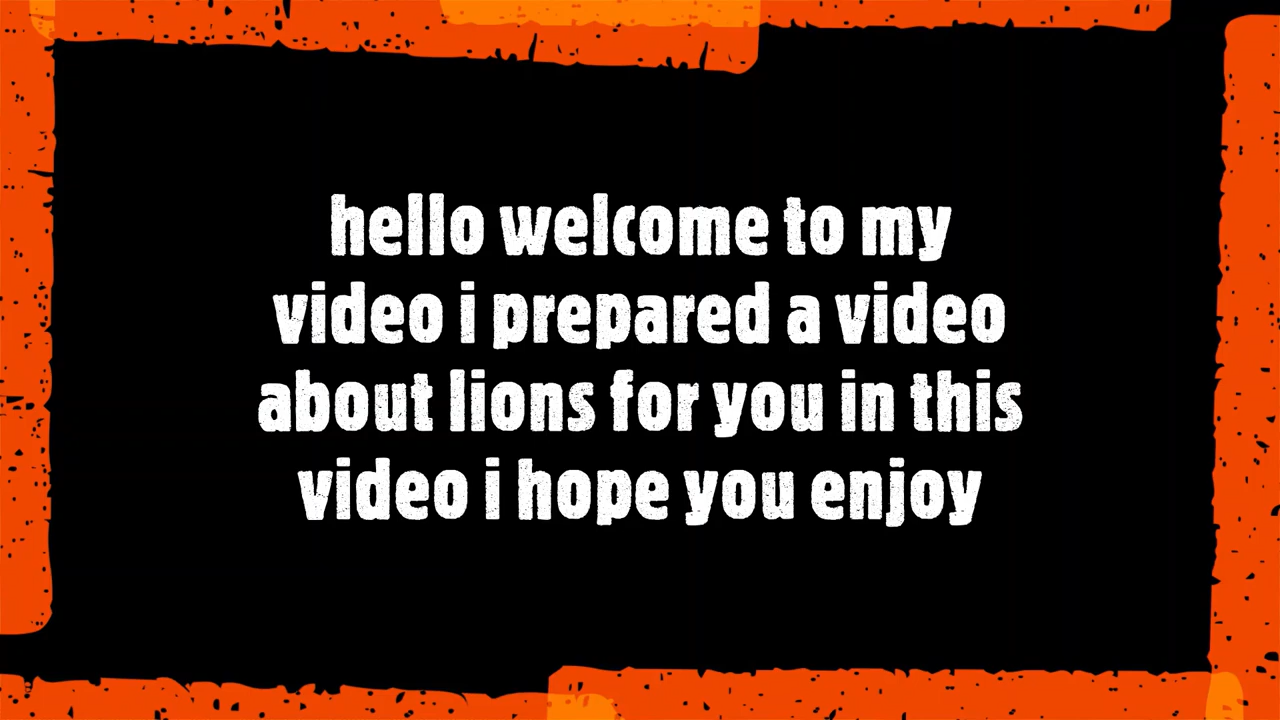 hello welcome to my
video i prepared a video
about lions for you in this
video i hope you enjoy